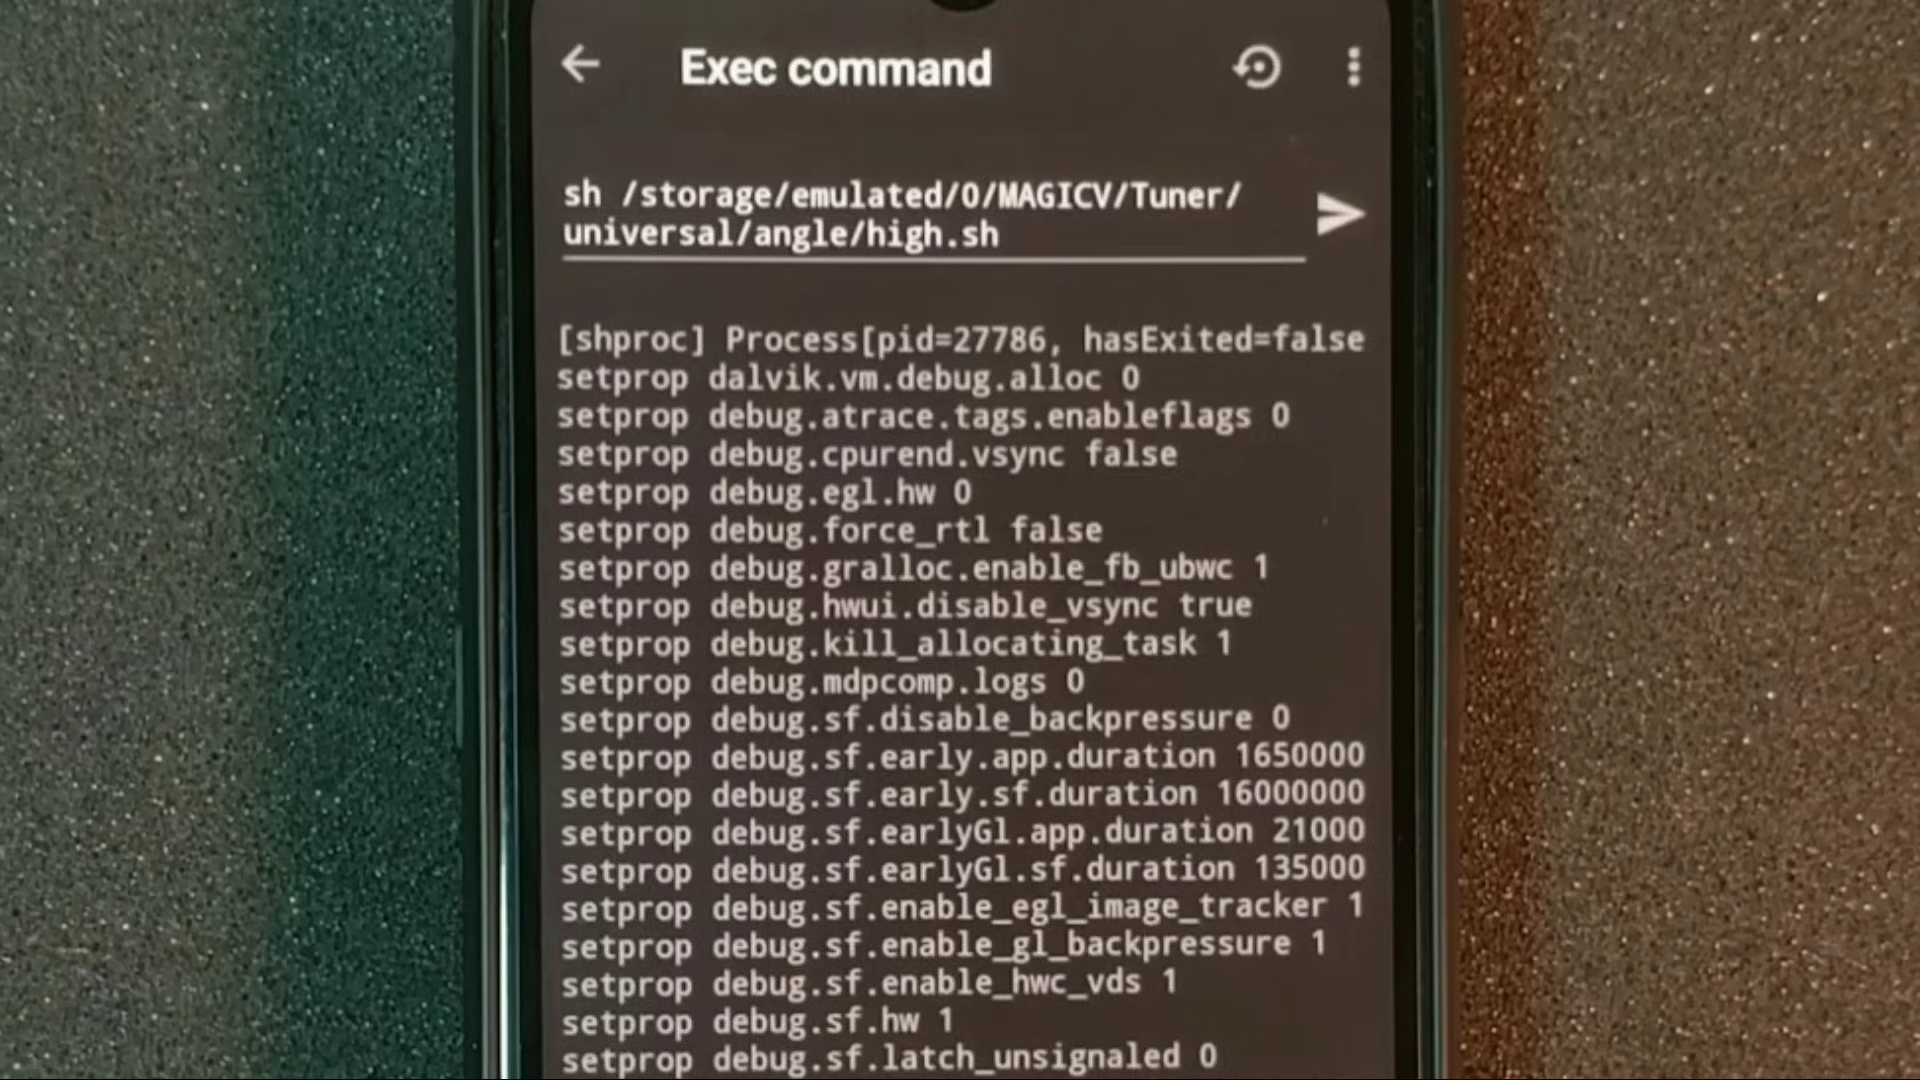 Exec command
sh /storage/emulated/0/MAGICV/Tuner/
universal/angle/high.sh
[shproc] Process[pid=27786, hasExited=false
setprop dalvik.vm.debug.alloc 0
setprop debug.atrace.tags.enableflags 0
setprop debug.cpurend.vsync false
setprop debug.egl.hw 0
setprop debug.force_rtl false
setprop debug.gralloc.enable_fb_ubwc 1
setprop debug.hwui.disable_vsync true
setprop debug.kill_allocating_task 1
setprop debug.mdpcomp.logs 0
setprop debug.sf.disable_backpressure 0
setprop debug.sf.early.app.duration 1650000
setprop debug.sf.early.sf.duration 16000000
setprop debug.sf.earlyGl.app.duration 21000
setprop debug.sf.earlyGl.sf.duration 135000
setprop debug.sf.enable_egl_image_tracker 1
setprop debug.sf.enable_gl_backpressure 1
setprop debug.sf.enable_hwc_vds 1
setprop debug.sf.hw 1
setprop debug.sf.latch_unsignaled 0